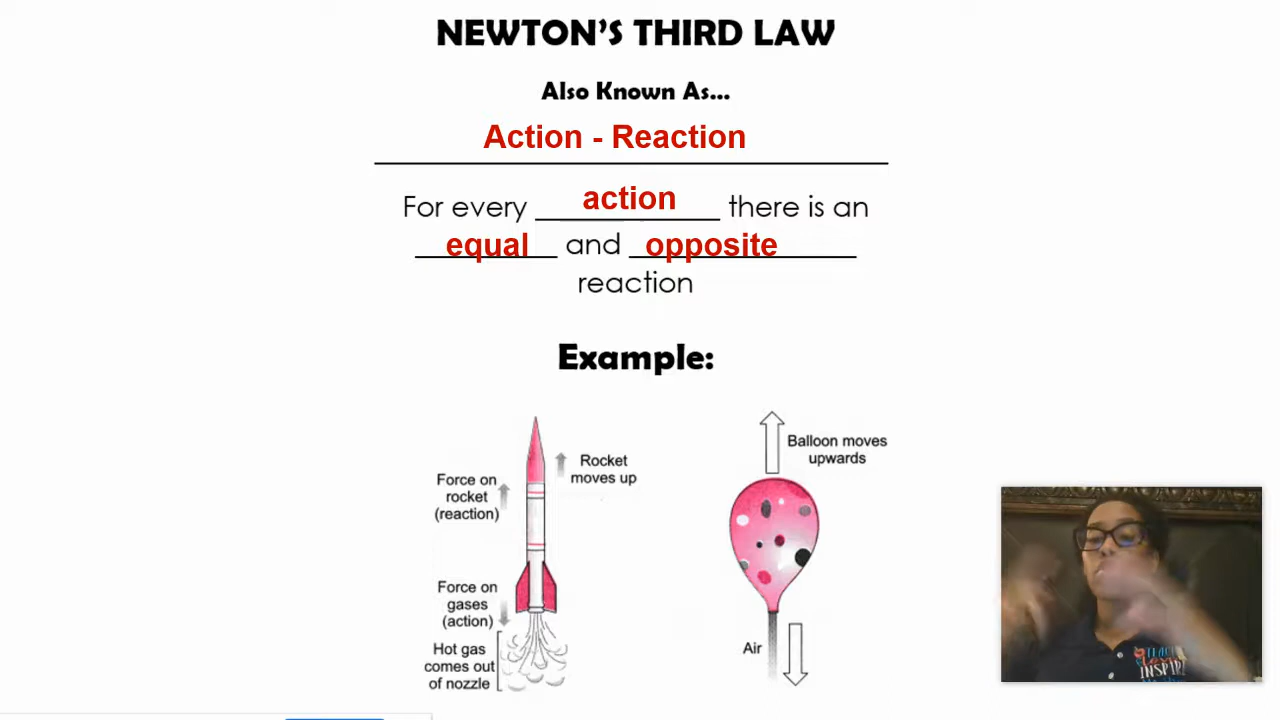 NEWTON'S THIRD LAW
Also Known As...
Action - Reaction
For every action there is an
equal and opposite
reaction
Example:
Force on
rocket
(reaction)
Rocket
moves up
Force on
gases
(action)
Hot gas
comes out
of nozzle
Balloon moves
upwards
Air
INSPIRE